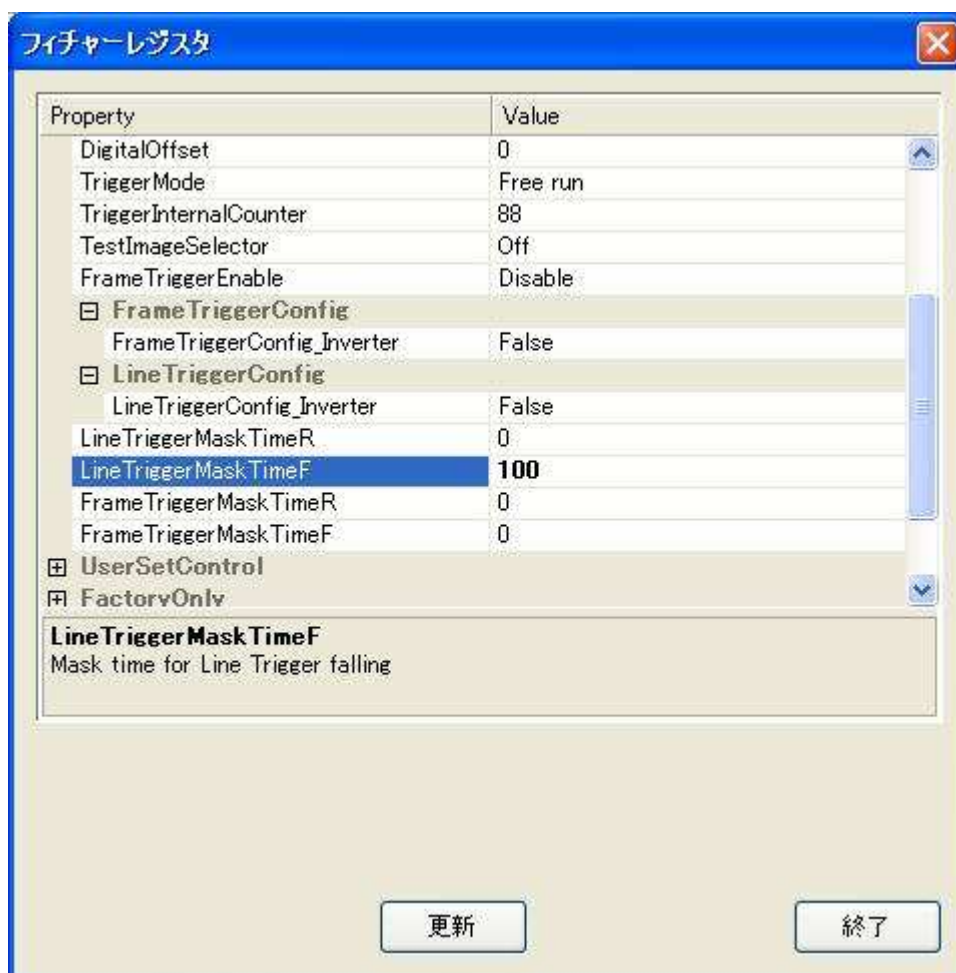 フィチャーレジスタ
Property Value
DigitalOffset 0
TriggerMode Free run
TriggerInternalCounter 88
TestImageSelector Off
FrameTriggerEnable Disable
FrameTriggerConfig
FrameTriggerConfig_Inverter False
LineTriggerConfig
LineTriggerConfig_Inverter False
LineTriggerMaskTimeR 0
LineTriggerMaskTimeF 100
FrameTriggerMaskTimeR 0
FrameTriggerMaskTimeF 0
UserSetControl
FactoryOnly
LineTriggerMaskTimeF
Mask time for Line Trigger falling
更新 終了